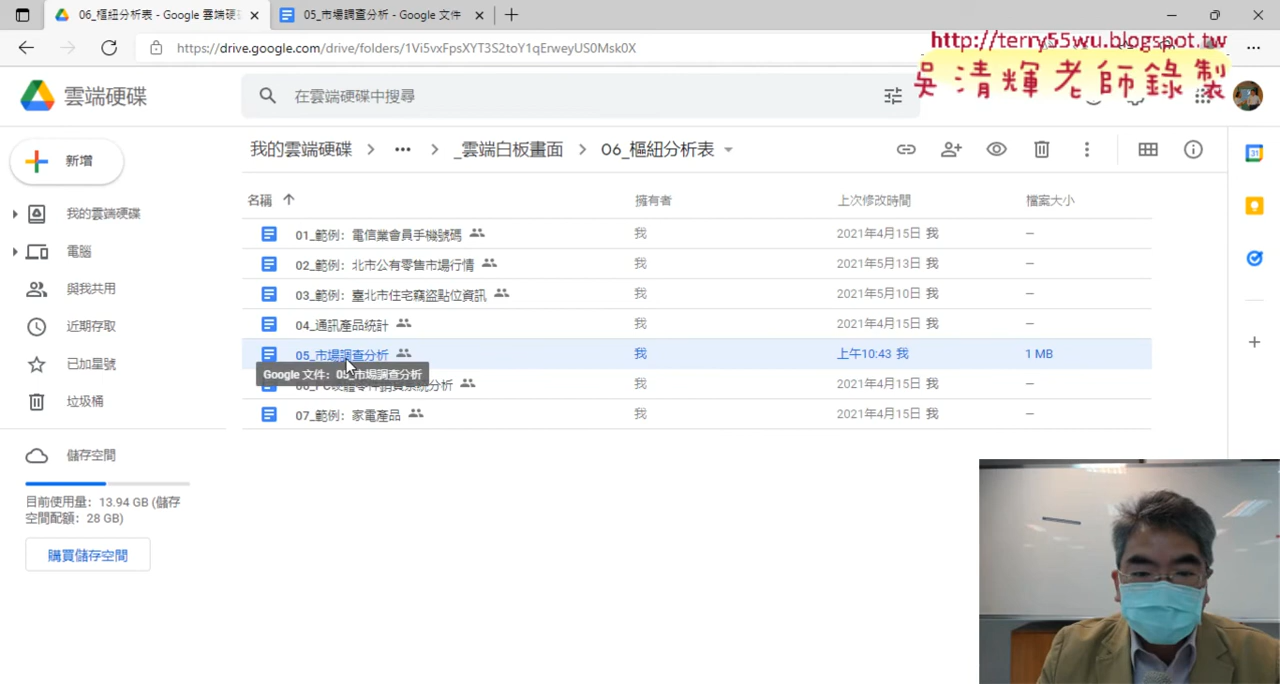 06_樞紐分析表 - Google 雲端硬碟
05_市場調查分析 - Google 文件
https://drive.google.com/drive/folders/1Vi5vxFpsXYT3S2toY1qErweyUS0Msk0X
http://terry55wu.blogspot.tw
吳清輝老師錄製
雲端硬碟
在雲端硬碟中搜尋
新增
我的雲端硬碟
電腦
與我共用
近期存取
已加星號
垃圾桶
儲存空間
目前使用量: 13.94 GB (儲存
空間配額: 28 GB)
購買儲存空間
我的雲端硬碟 > ... > _雲端白板畫面 > 06_樞紐分析表
名稱 擁有者 上次修改時間 檔案大小
01_範例: 電信業會員手機號碼 我 2021年4月15日 我 –
02_範例: 北市公有零售市場行情 我 2021年5月13日 我 –
03_範例: 臺北市住宅竊盜點位資訊 我 2021年5月10日 我 –
04_通訊產品統計 我 2021年4月15日 我 –
05_市場調查分析 我 上午10:43 我 1 MB
Google 文件: 05_市場調查分析
我 2021年4月15日 我 –
07_範例: 家電產品 我 2021年4月15日 我 –
31